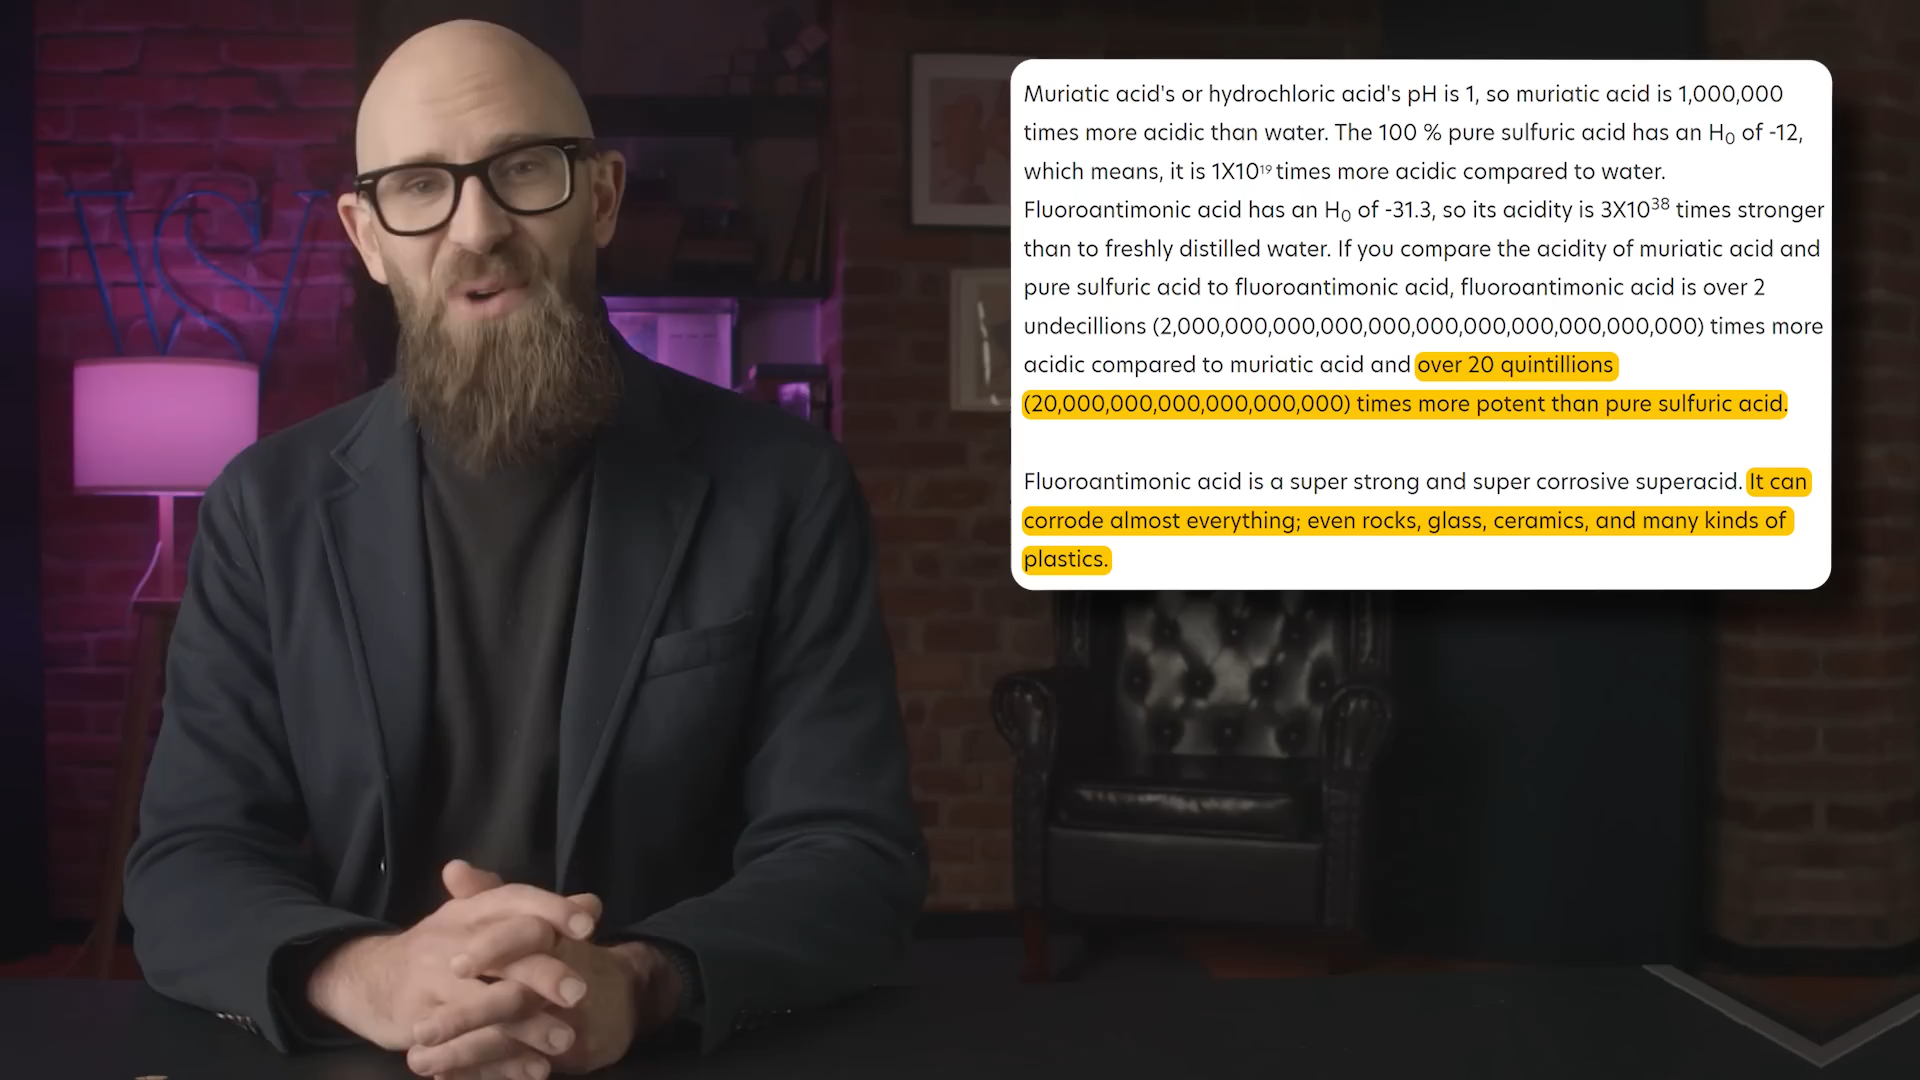 Muriatic acid's or hydrochloric acid's pH is 1, so muriatic acid is 1,000,000
times more acidic than water. The 100 % pure sulfuric acid has an H₀ of -12,
which means, it is 1X10¹⁹ times more acidic compared to water.
Fluoroantimonic acid has an H₀ of -31.3, so its acidity is 3X10³⁸ times stronger
than to freshly distilled water. If you compare the acidity of muriatic acid and
pure sulfuric acid to fluoroantimonic acid, fluoroantimonic acid is over 2
undecillions (2,000,000,000,000,000,000,000,000,000,000,000) times more
acidic compared to muriatic acid and over 20 quintillions
(20,000,000,000,000,000,000) times more potent than pure sulfuric acid.
Fluoroantimonic acid is a super strong and super corrosive superacid. It can
corrode almost everything; even rocks, glass, ceramics, and many kinds of
plastics.